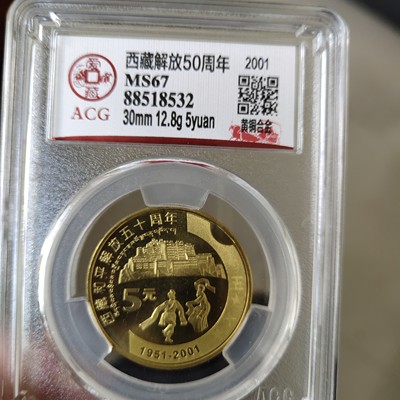 西藏解放50周年 2001
MS67
88518532
30mm 12.8g 5yuan
ACG
黄铜合金
西藏和平解放五十周年
5元
1951-2001